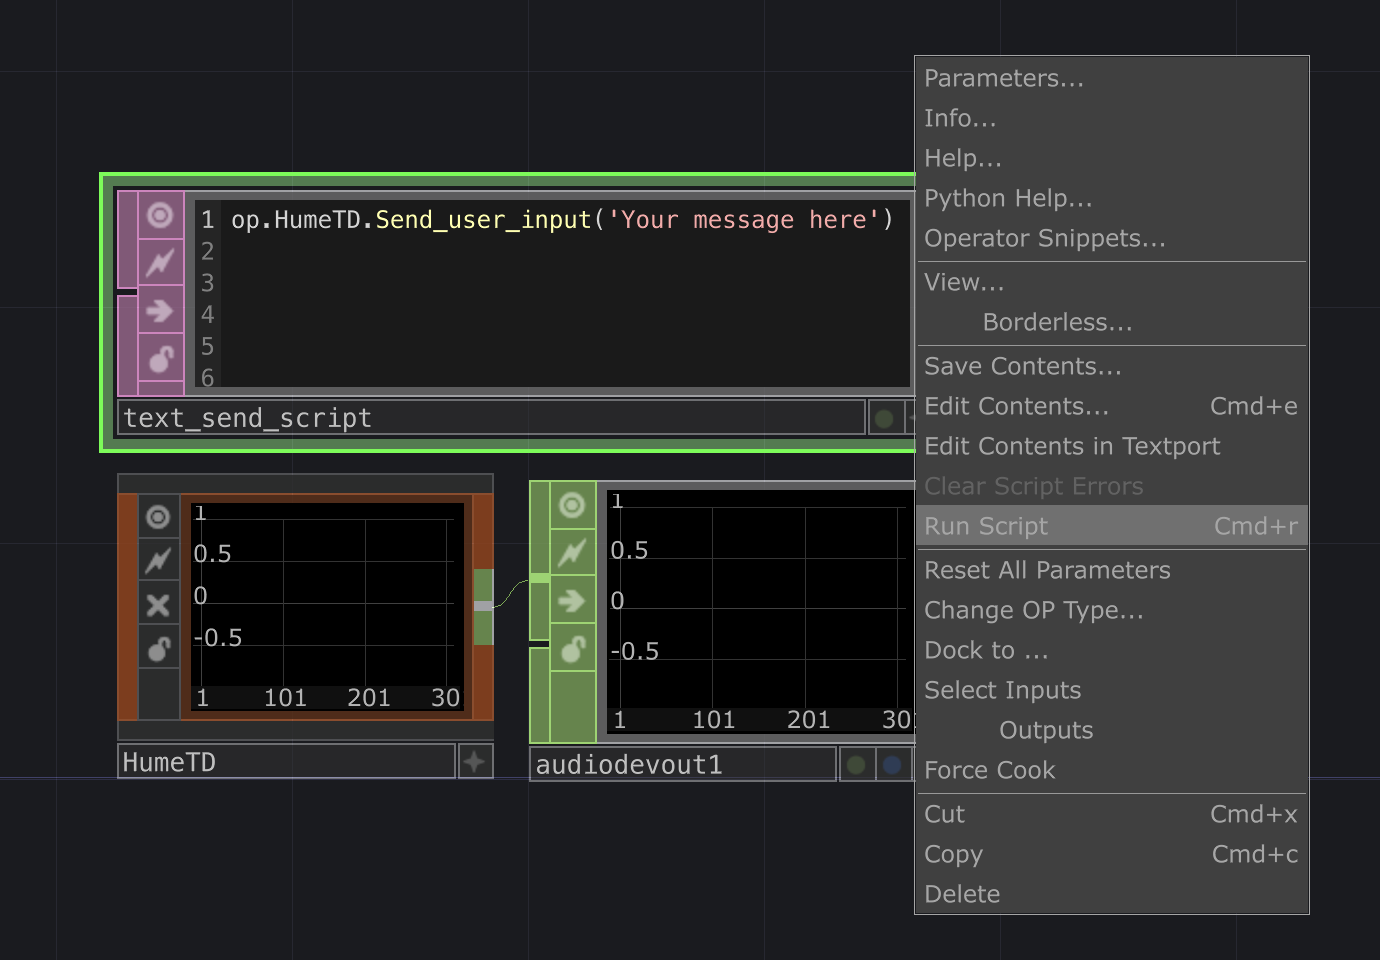 1 op.HumeTD.Send_user_input('Your message here')
2
3
4
5
6
text_send_script
1
0.5
0
-0.5
1 101 201 30
HumeTD
1
0.5
0
-0.5
1 101 201 30
audiodevout1
Parameters...
Info...
Help...
Python Help...
Operator Snippets...
View...
Borderless...
Save Contents...
Edit Contents... Cmd+e
Edit Contents in Textport
Clear Script Errors
Run Script Cmd+r
Reset All Parameters
Change OP Type...
Dock to ...
Select Inputs
Outputs
Force Cook
Cut Cmd+x
Copy Cmd+c
Delete